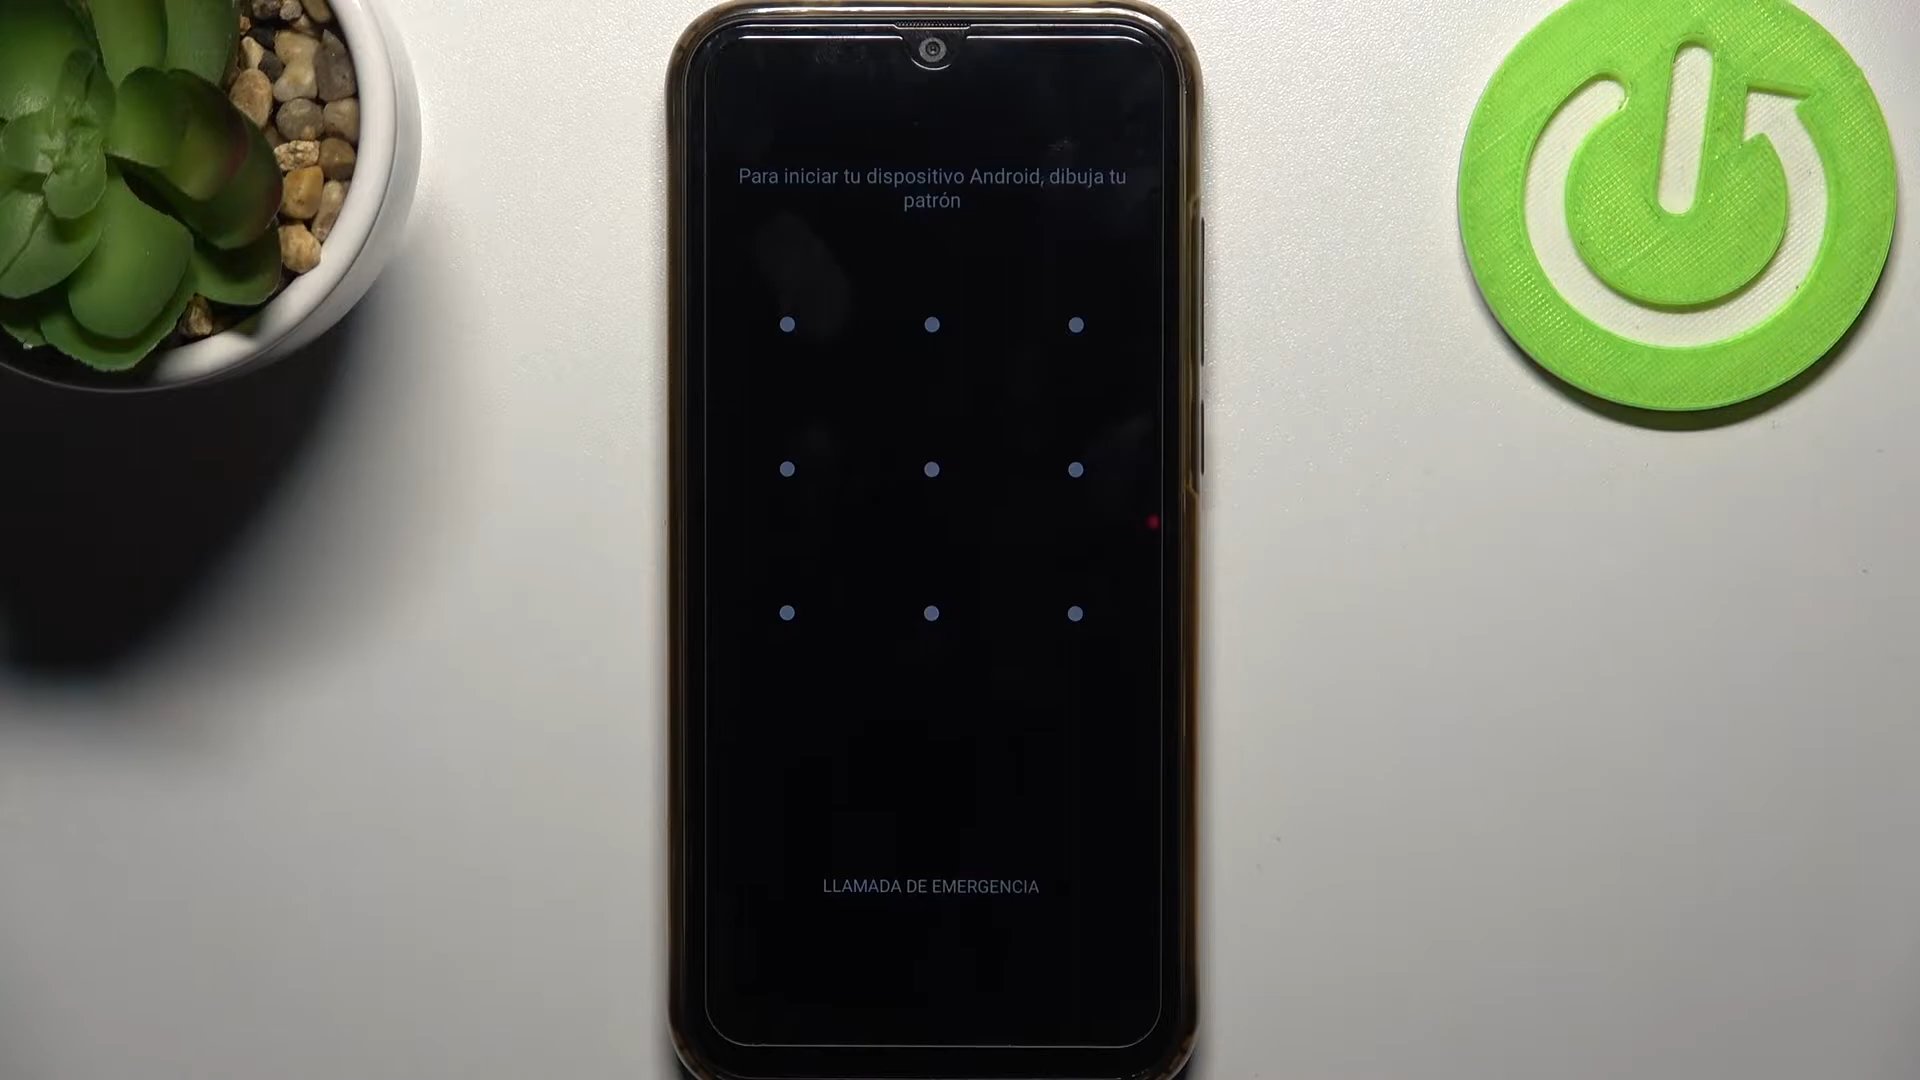 Para iniciar tu dispositivo Android, dibuja tu
patrón
LLAMADA DE EMERGENCIA